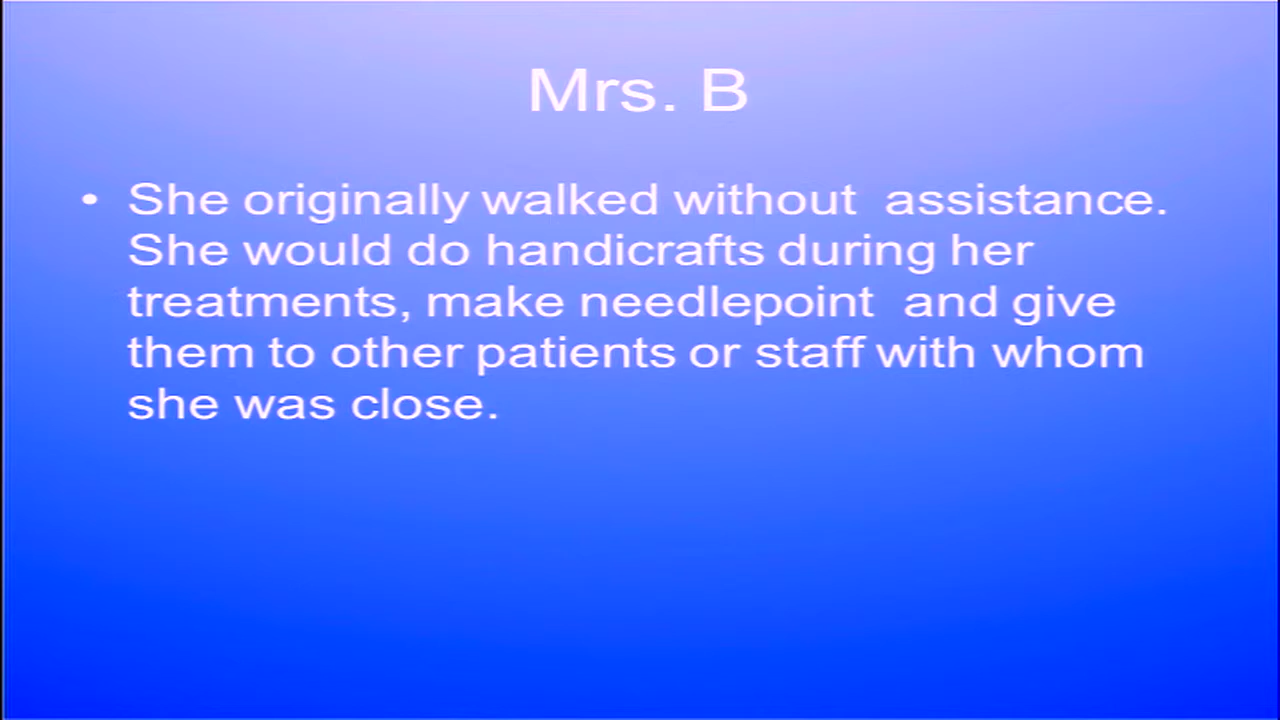 Mrs. B
• She originally walked without  assistance.
She would do handicrafts during her
treatments, make needlepoint  and give
them to other patients or staff with whom
she was close.